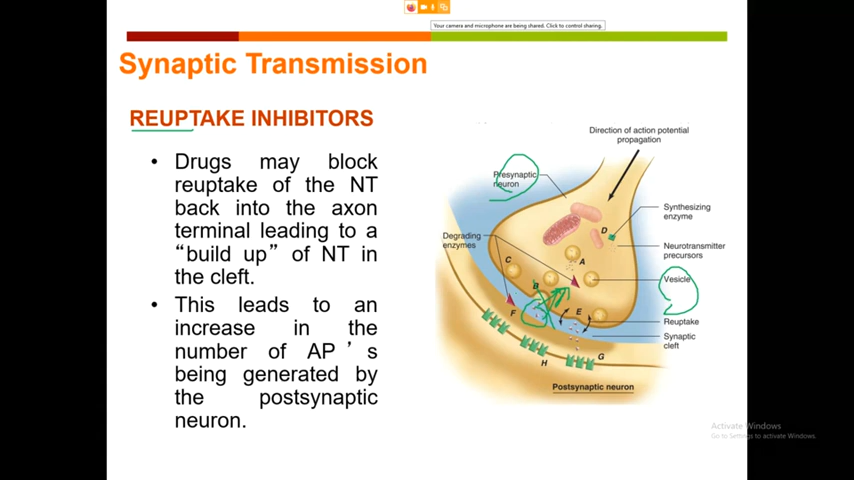 Your camera and microphone are being shared. Click to control sharing.
Synaptic Transmission
REUPTAKE INHIBITORS
• Drugs may block
reuptake of the NT
back into the axon
terminal leading to a
“build up” of NT in
the cleft.
• This leads to an
increase in the
number of AP ’ s
being generated by
the postsynaptic
neuron.
Direction of action potential
propagation
Presynaptic
neuron
Synthesizing
enzyme
D
Degrading
enzymes
Neurotransmitter
precursors
C
A
Vesicle
B
F
E
Reuptake
Synaptic
cleft
G
H
Postsynaptic neuron
Activate Windows
Go to Settings to activate Windows.